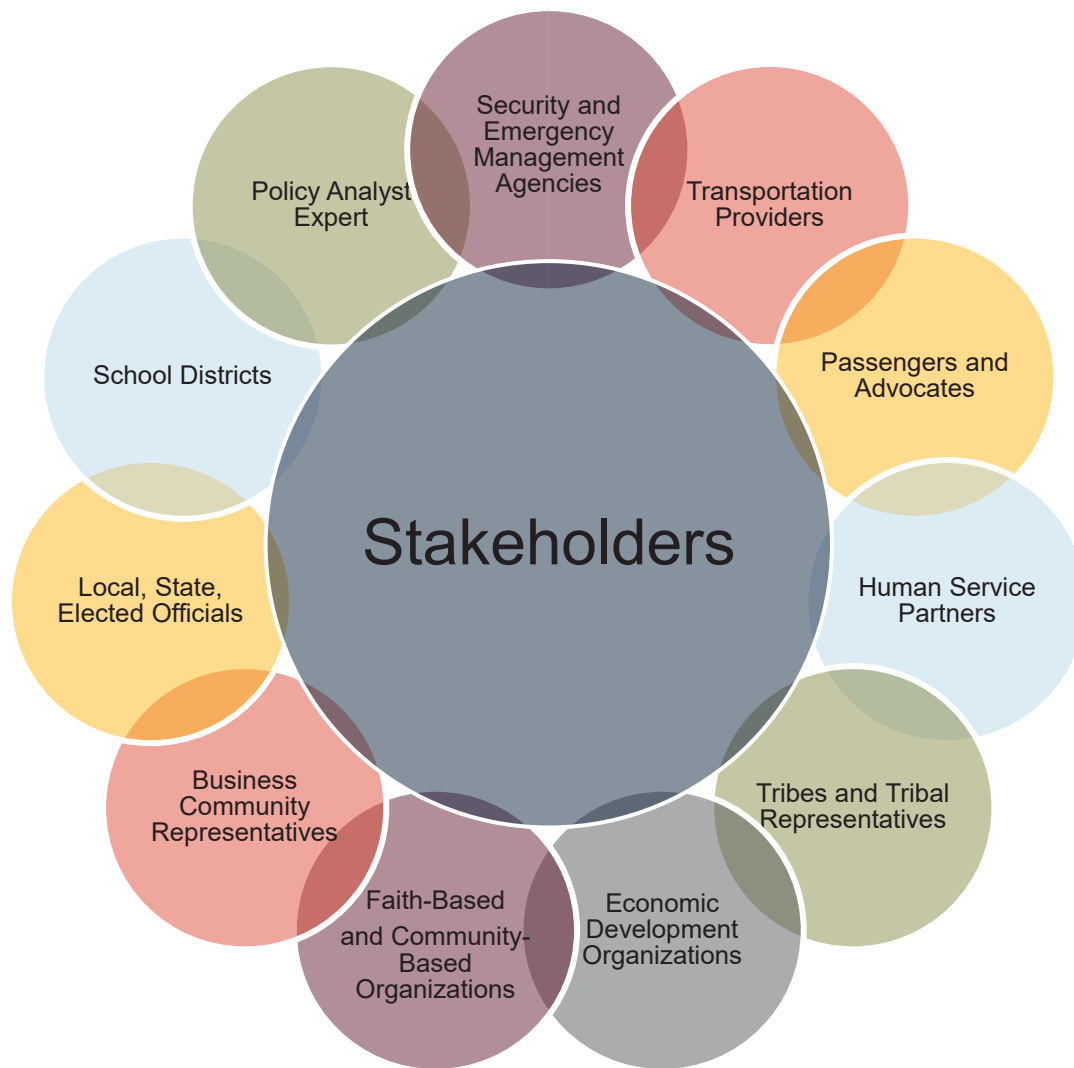 Security and
Emergency
Management
Agencies
Transportation
Providers
Passengers and
Advocates
Human Service
Partners
Tribes and Tribal
Representatives
Economic
Development
Organizations
Faith-Based
and Community-
Based
Organizations
Business
Community
Representatives
Local, State,
Elected Officials
School Districts
Policy Analyst
Expert
Stakeholders